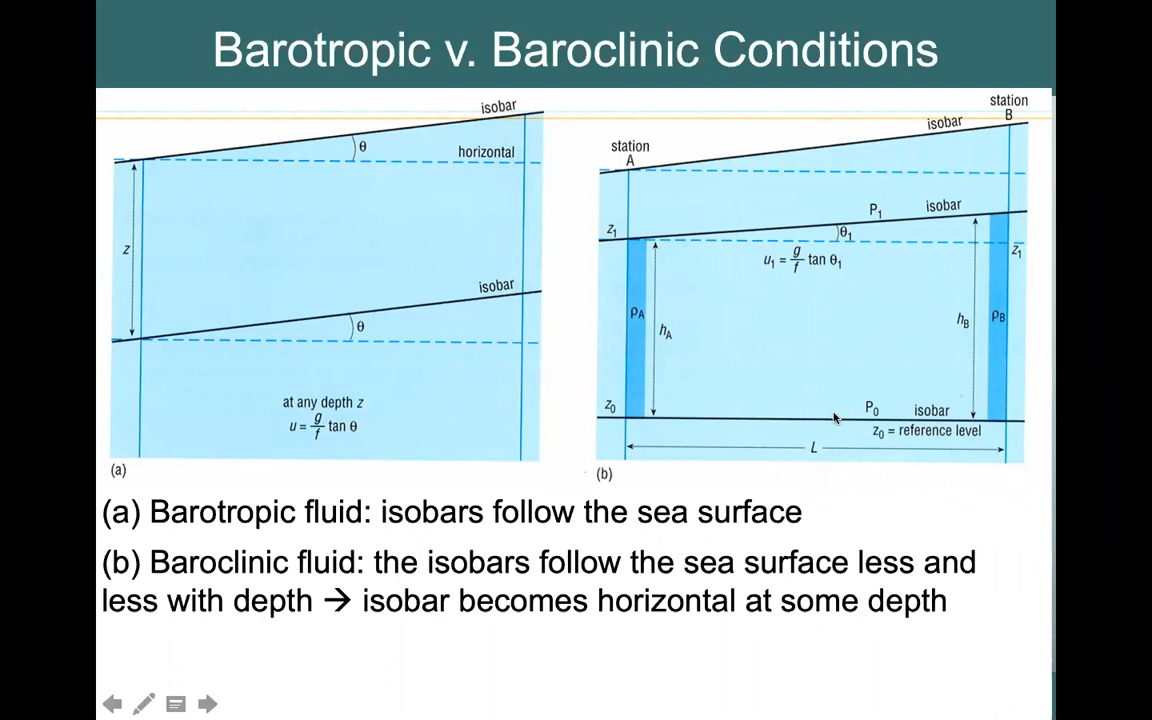 Barotropic v. Baroclinic Conditions
isobar
θ
horizontal
z
isobar
θ
at any depth z
u = g/f tan θ
(a)
station
B
isobar
station
A
P₁ isobar
z₁
θ₁
z₁
u₁ = g/f tan θ₁
ρA
hA
hB
ρB
z₀
P₀ isobar
z₀ = reference level
L
(b)
(a) Barotropic fluid: isobars follow the sea surface
(b) Baroclinic fluid: the isobars follow the sea surface less and
less with depth → isobar becomes horizontal at some depth